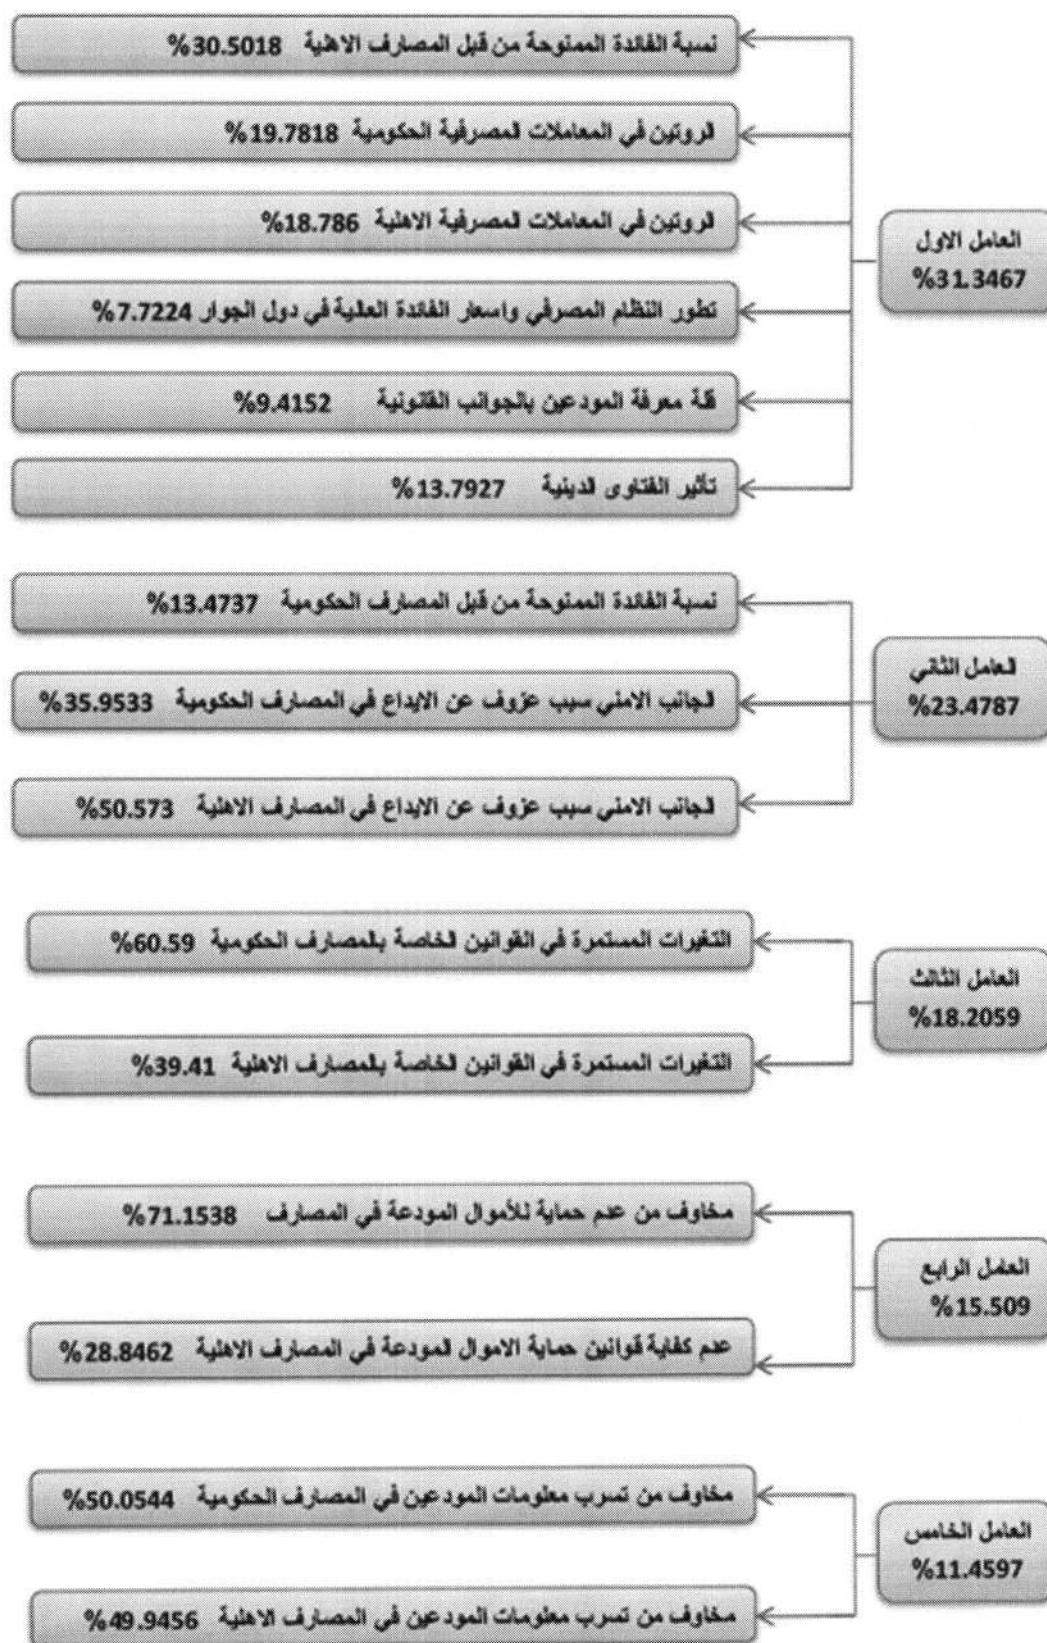 العامل الاول
%31.3467
نسبة الفائدة الممنوحة من قبل المصارف الاهلية %30.5018
الروتين في المعاملات المصرفية الحكومية %19.7818
الروتين في المعاملات المصرفية الاهلية %18.786
تطور النظام المصرفي واسعار الفائدة العالية في دول الجوار %7.7224
قلة معرفة المودعين بالجوانب القانونية %9.4152
تأثير الفتاوى الدينية %13.7927
العامل الثاني
%23.4787
نسبة الفائدة الممنوحة من قبل المصارف الحكومية %13.4737
الجانب الامني سبب عزوف عن الايداع في المصارف الحكومية %35.9533
الجانب الامني سبب عزوف عن الايداع في المصارف الاهلية %50.573
العامل الثالث
%18.2059
التغيرات المستمرة في القوانين الخاصة بالمصارف الحكومية %60.59
التغيرات المستمرة في القوانين الخاصة بالمصارف الاهلية %39.41
العامل الرابع
%15.509
مخاوف من عدم حماية للأموال المودعة في المصارف %71.1538
عدم كفاية قوانين حماية الاموال المودعة في المصارف الاهلية %28.8462
العامل الخامس
%11.4597
مخاوف من تسرب معلومات المودعين في المصارف الحكومية %50.0544
مخاوف من تسرب معلومات المودعين في المصارف الاهلية %49.9456